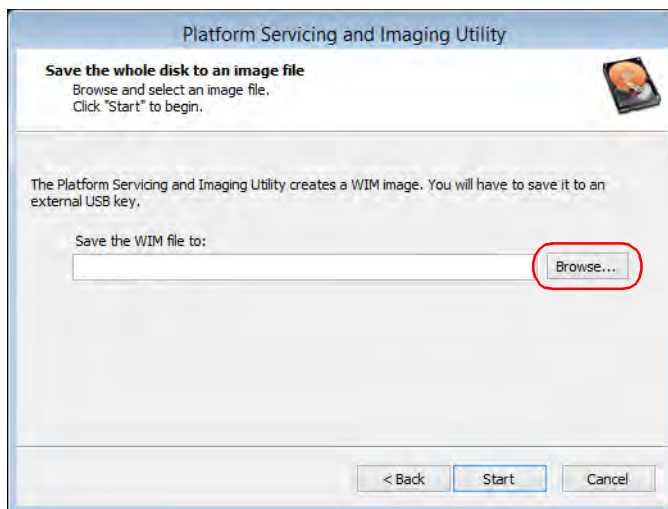 Platform Servicing and Imaging Utility
Save the whole disk to an image file
Browse and select an image file.
Click "Start" to begin.
The Platform Servicing and Imaging Utility creates a WIM image. You will have to save it to an
external USB key.
Save the WIM file to:
Browse...
< Back
Start
Cancel